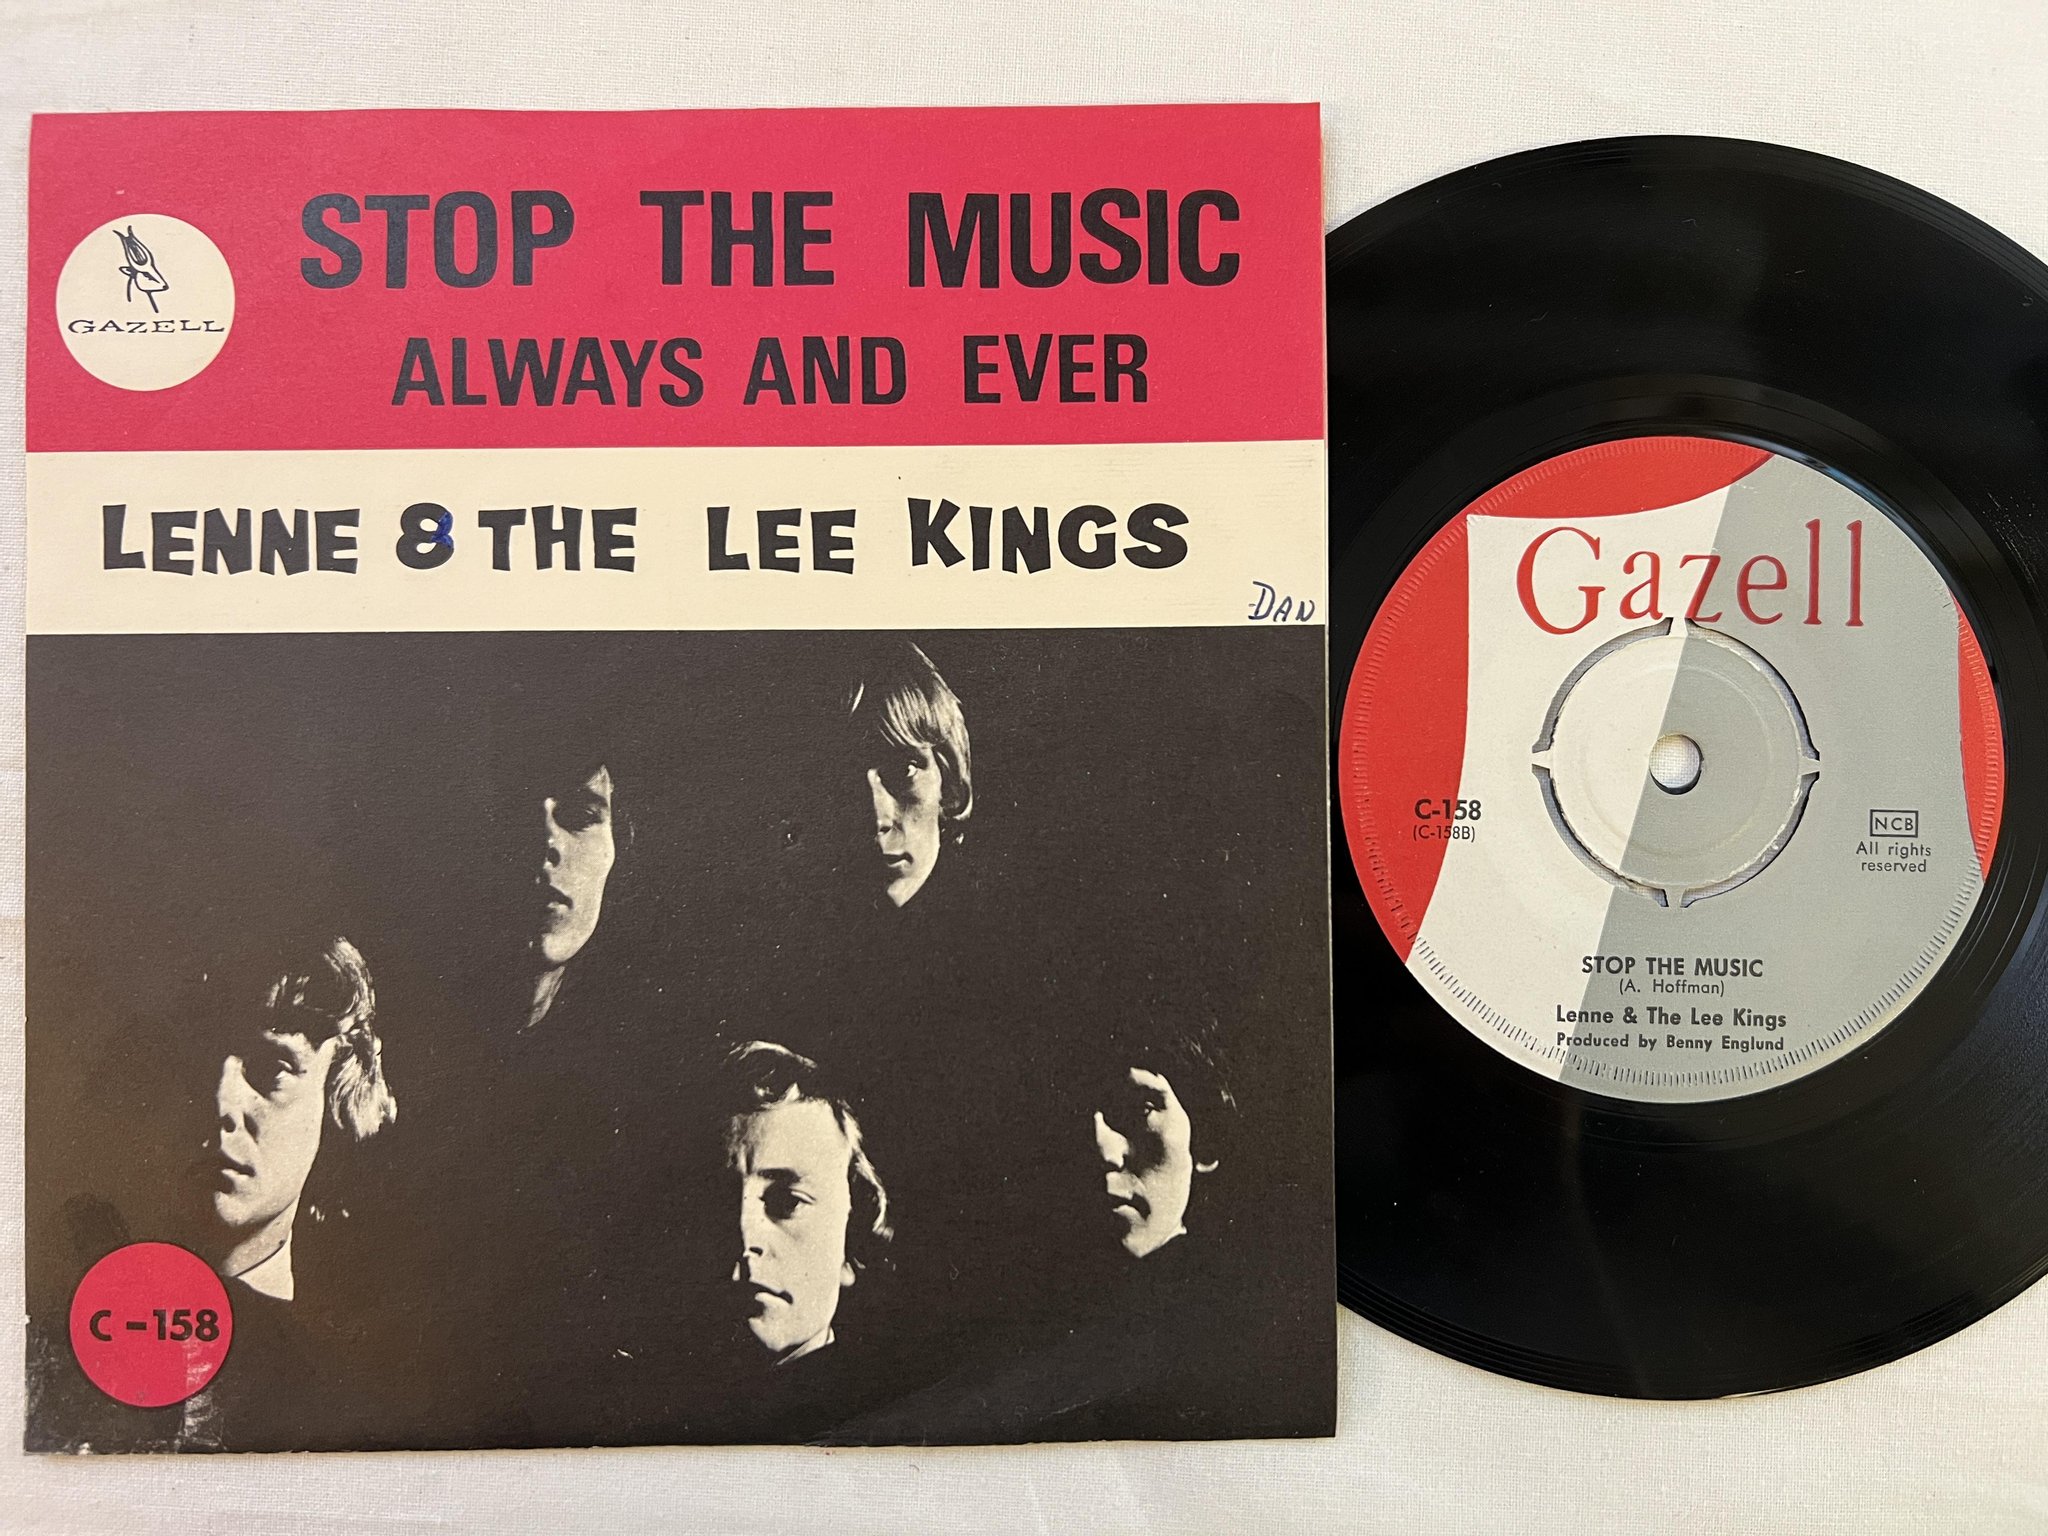 STOP THE MUSIC
GAZELL
ALWAYS AND EVER
LENNE & THE LEE KINGS
DAN
C-158
Gazell
C-158
(C-158B)
NCB
All rights
reserved
STOP THE MUSIC
(A. Hoffman)
Lenne & The Lee Kings
Produced by Benny Englund